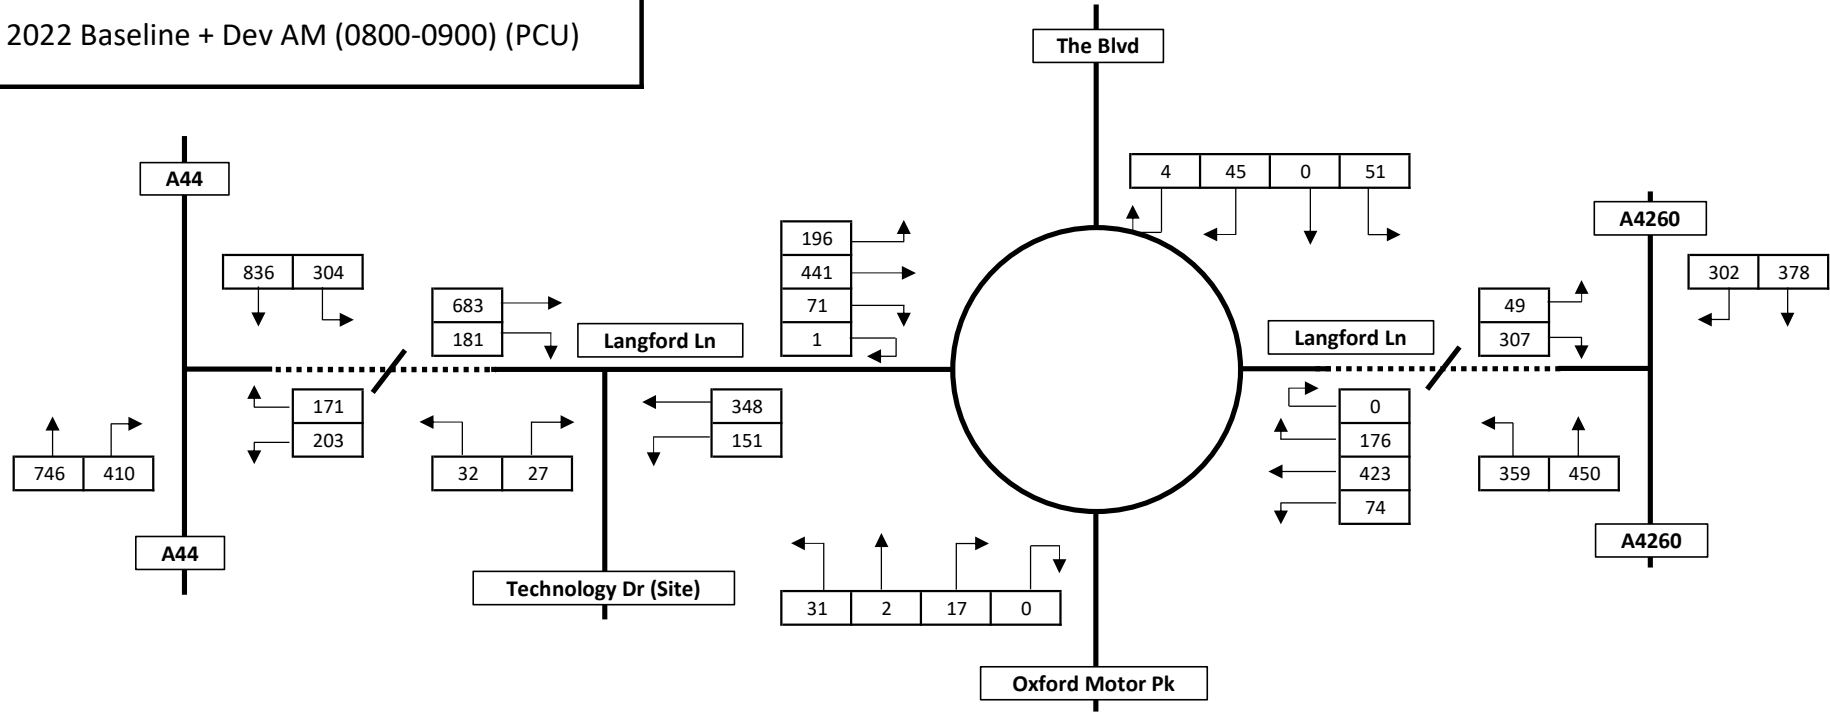 2022 Baseline + Dev AM (0800-0900) (PCU)
The Blvd
A44
4 45 0 51
A4260
196
441
71
1
836 304
302 378
683
181
49
307
Langford Ln
Langford Ln
171
203
348
151
0
176
423
74
746 410
32 27
359 450
A44
A4260
Technology Dr (Site)
31 2 17 0
Oxford Motor Pk